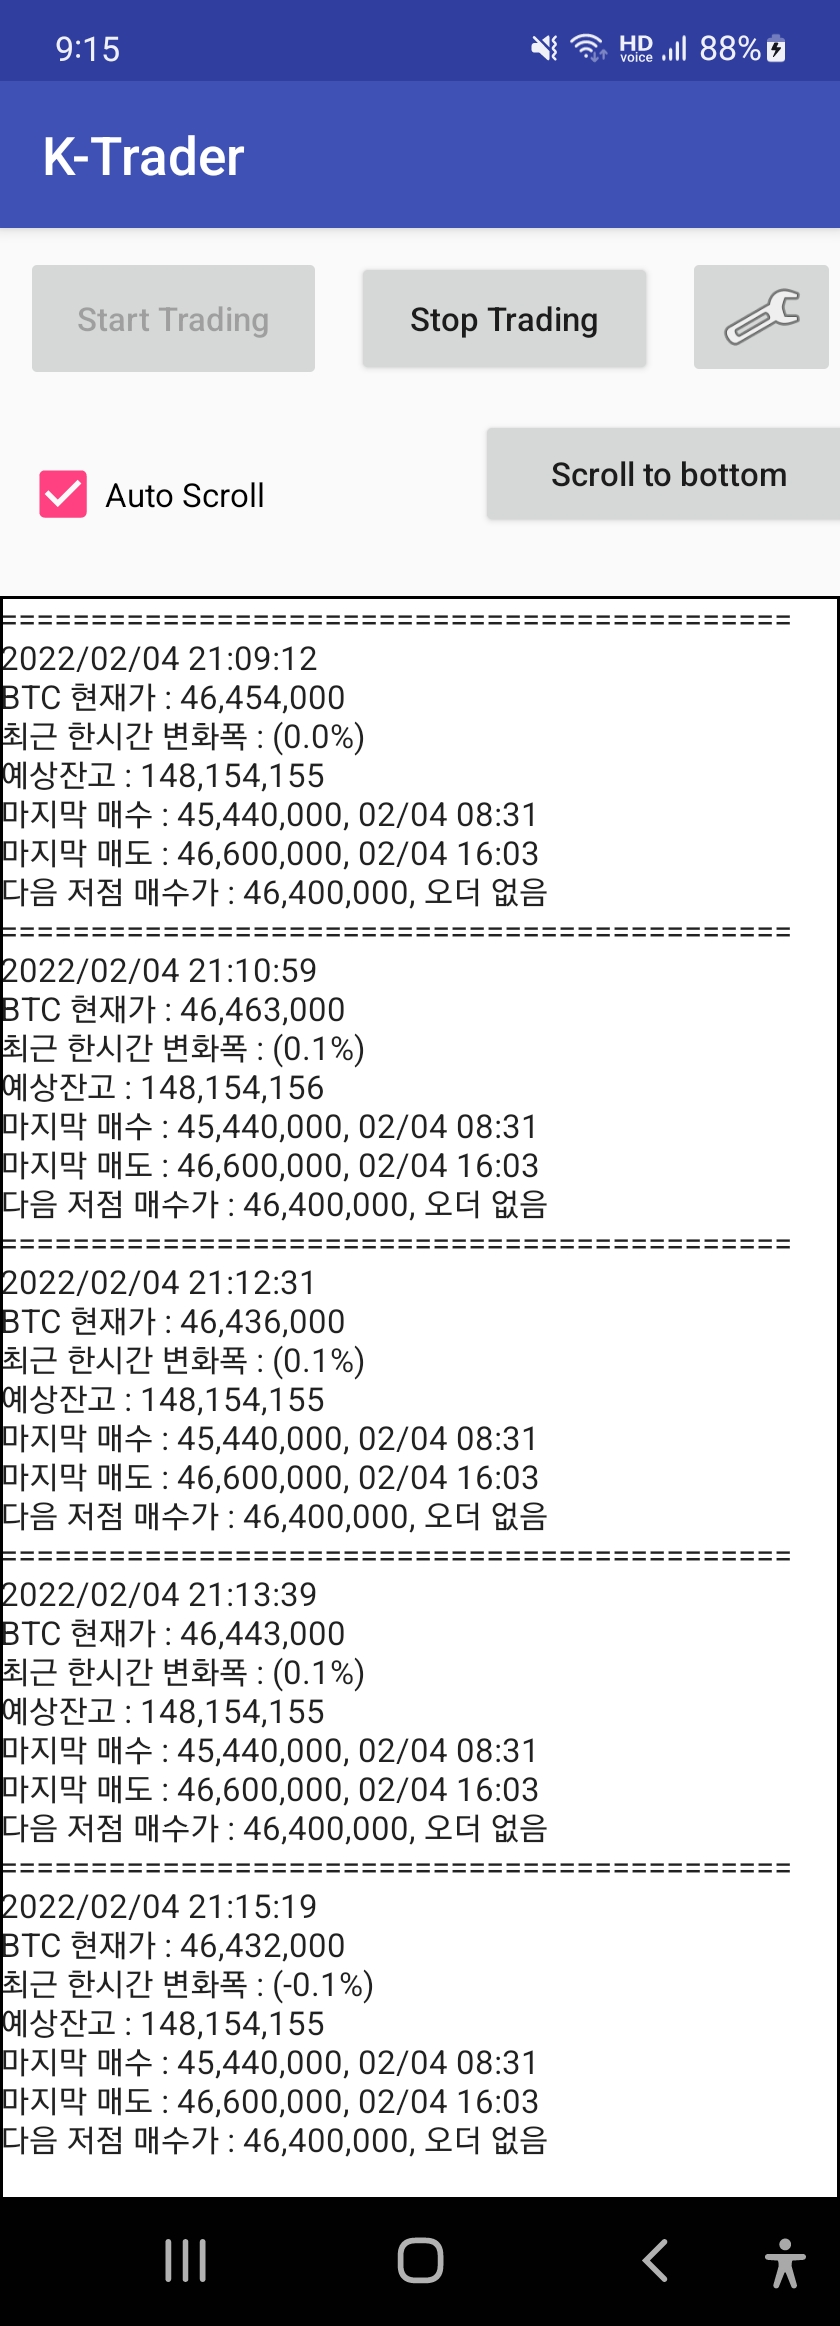 9:15
HD voice 88%
K-Trader
Start Trading
Stop Trading
Auto Scroll
Scroll to bottom
============================================
2022/02/04 21:09:12
BTC 현재가 : 46,454,000
최근 한시간 변화폭 : (0.0%)
예상잔고 : 148,154,155
마지막 매수 : 45,440,000, 02/04 08:31
마지막 매도 : 46,600,000, 02/04 16:03
다음 저점 매수가 : 46,400,000, 오더 없음
============================================
2022/02/04 21:10:59
BTC 현재가 : 46,463,000
최근 한시간 변화폭 : (0.1%)
예상잔고 : 148,154,156
마지막 매수 : 45,440,000, 02/04 08:31
마지막 매도 : 46,600,000, 02/04 16:03
다음 저점 매수가 : 46,400,000, 오더 없음
============================================
2022/02/04 21:12:31
BTC 현재가 : 46,436,000
최근 한시간 변화폭 : (0.1%)
예상잔고 : 148,154,155
마지막 매수 : 45,440,000, 02/04 08:31
마지막 매도 : 46,600,000, 02/04 16:03
다음 저점 매수가 : 46,400,000, 오더 없음
============================================
2022/02/04 21:13:39
BTC 현재가 : 46,443,000
최근 한시간 변화폭 : (0.1%)
예상잔고 : 148,154,155
마지막 매수 : 45,440,000, 02/04 08:31
마지막 매도 : 46,600,000, 02/04 16:03
다음 저점 매수가 : 46,400,000, 오더 없음
============================================
2022/02/04 21:15:19
BTC 현재가 : 46,432,000
최근 한시간 변화폭 : (-0.1%)
예상잔고 : 148,154,155
마지막 매수 : 45,440,000, 02/04 08:31
마지막 매도 : 46,600,000, 02/04 16:03
다음 저점 매수가 : 46,400,000, 오더 없음